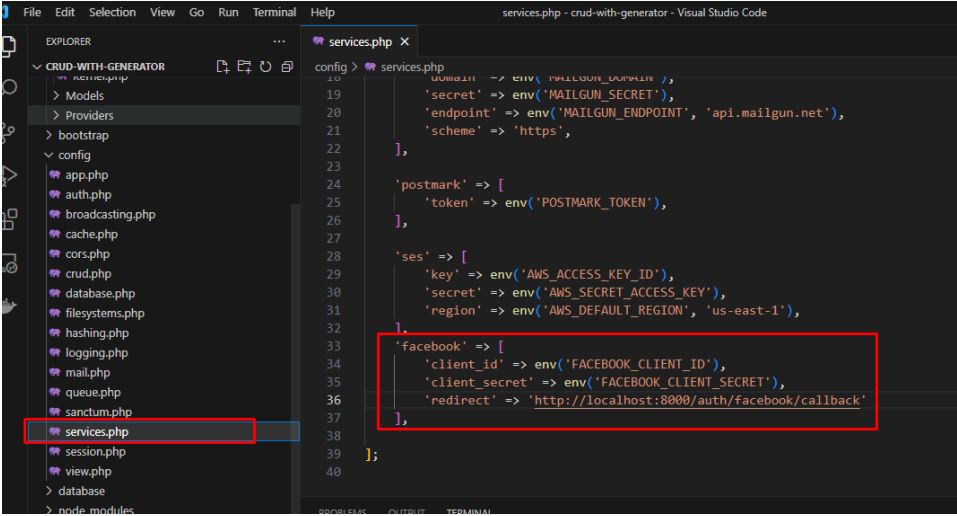 File Edit Selection View Go Run Terminal Help services.php - crud-with-generator - Visual Studio Code
EXPLORER ...
CRUD-WITH-GENERATOR
kernel.php
Models
Providers
bootstrap
config
app.php
auth.php
broadcasting.php
cache.php
cors.php
crud.php
database.php
filesystems.php
hashing.php
logging.php
mail.php
queue.php
sanctum.php
services.php
session.php
view.php
database
node_modules
services.php
config > services.php
18 'domain' => env('MAILGUN_DOMAIN'),
19 'secret' => env('MAILGUN_SECRET'),
20 'endpoint' => env('MAILGUN_ENDPOINT', 'api.mailgun.net'),
21 'scheme' => 'https',
22 ],
23
24 'postmark' => [
25 'token' => env('POSTMARK_TOKEN'),
26 ],
27
28 'ses' => [
29 'key' => env('AWS_ACCESS_KEY_ID'),
30 'secret' => env('AWS_SECRET_ACCESS_KEY'),
31 'region' => env('AWS_DEFAULT_REGION', 'us-east-1'),
32 ],
33 'facebook' => [
34 'client_id' => env('FACEBOOK_CLIENT_ID'),
35 'client_secret' => env('FACEBOOK_CLIENT_SECRET'),
36 'redirect' => 'http://localhost:8000/auth/facebook/callback'
37 ],
38
39 ];
40
PROBLEMS OUTPUT TERMINAL